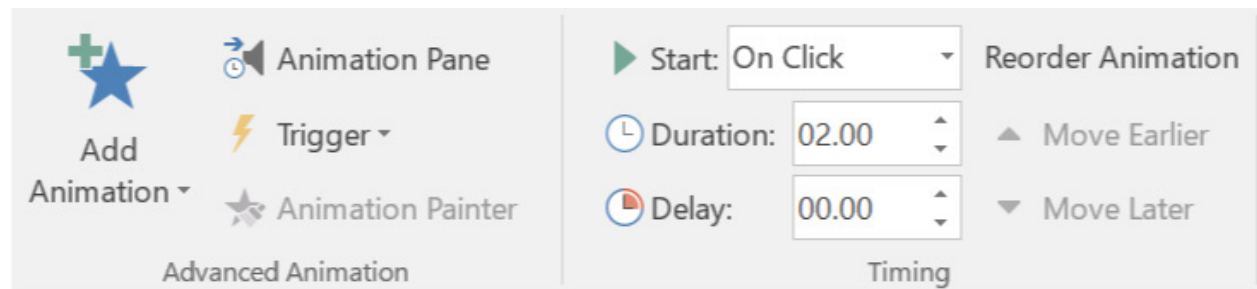 Add
Animation
Animation Pane
Trigger
Animation Painter
Advanced Animation
Start: On Click
Duration: 02.00
Delay: 00.00
Reorder Animation
Move Earlier
Move Later
Timing